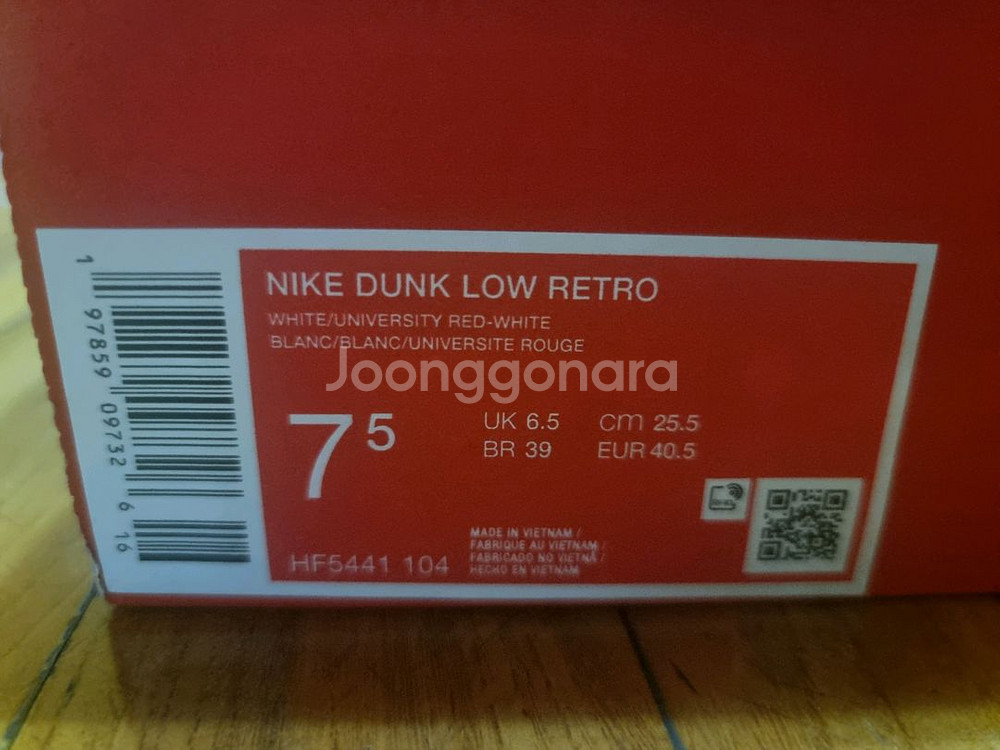 NIKE DUNK LOW RETRO
WHITE/UNIVERSITY RED-WHITE
BLANC/BLANC/UNIVERSITE ROUGE
Joonggonara
7 5
UK 6.5 CM 25.5
BR 39 EUR 40.5
MADE IN VIETNAM /
FABRIQUE AU VIETNAM /
FABRICADO NO VIETNÃ /
HECHO EN VIETNAM
HF5441 104
1 97859 09732 6 16